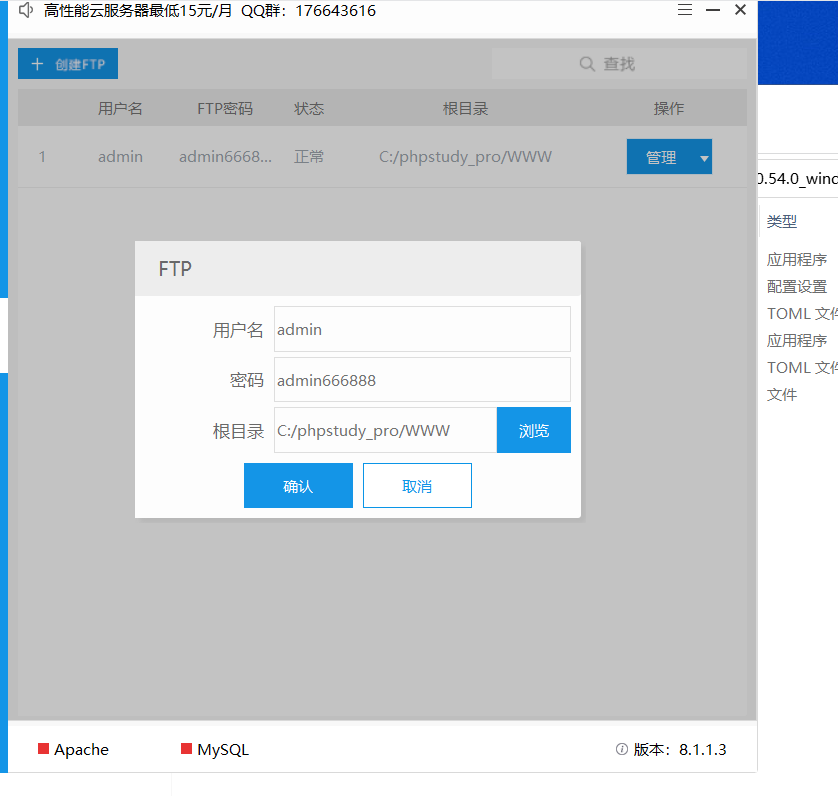 高性能云服务器最低15元/月 QQ群：176643616
创建FTP
查找
用户名 FTP密码 状态 根目录 操作
1 admin admin6668... 正常 C:/phpstudy_pro/WWW 管理
FTP
用户名 admin
密码 admin666888
根目录 C:/phpstudy_pro/WWW 浏览
确认 取消
Apache MySQL 版本：8.1.1.3
0.54.0_wind
类型
应用程序
配置设置
TOML 文件
应用程序
TOML 文件
文件